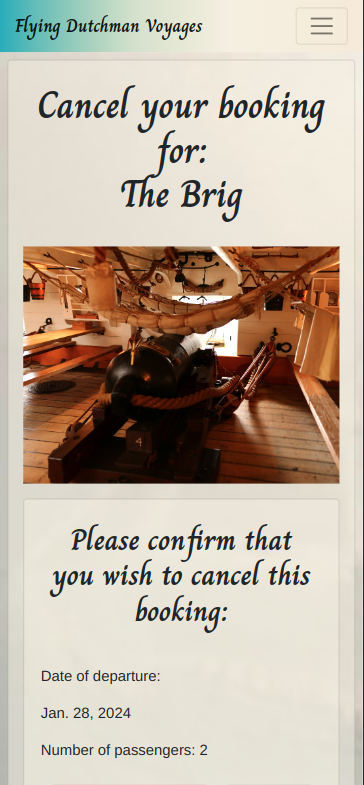 Flying Dutchman Voyages
Cancel your booking
for:
The Brig
4
Please confirm that
you wish to cancel this
booking:
Date of departure:
Jan. 28, 2024
Number of passengers: 2